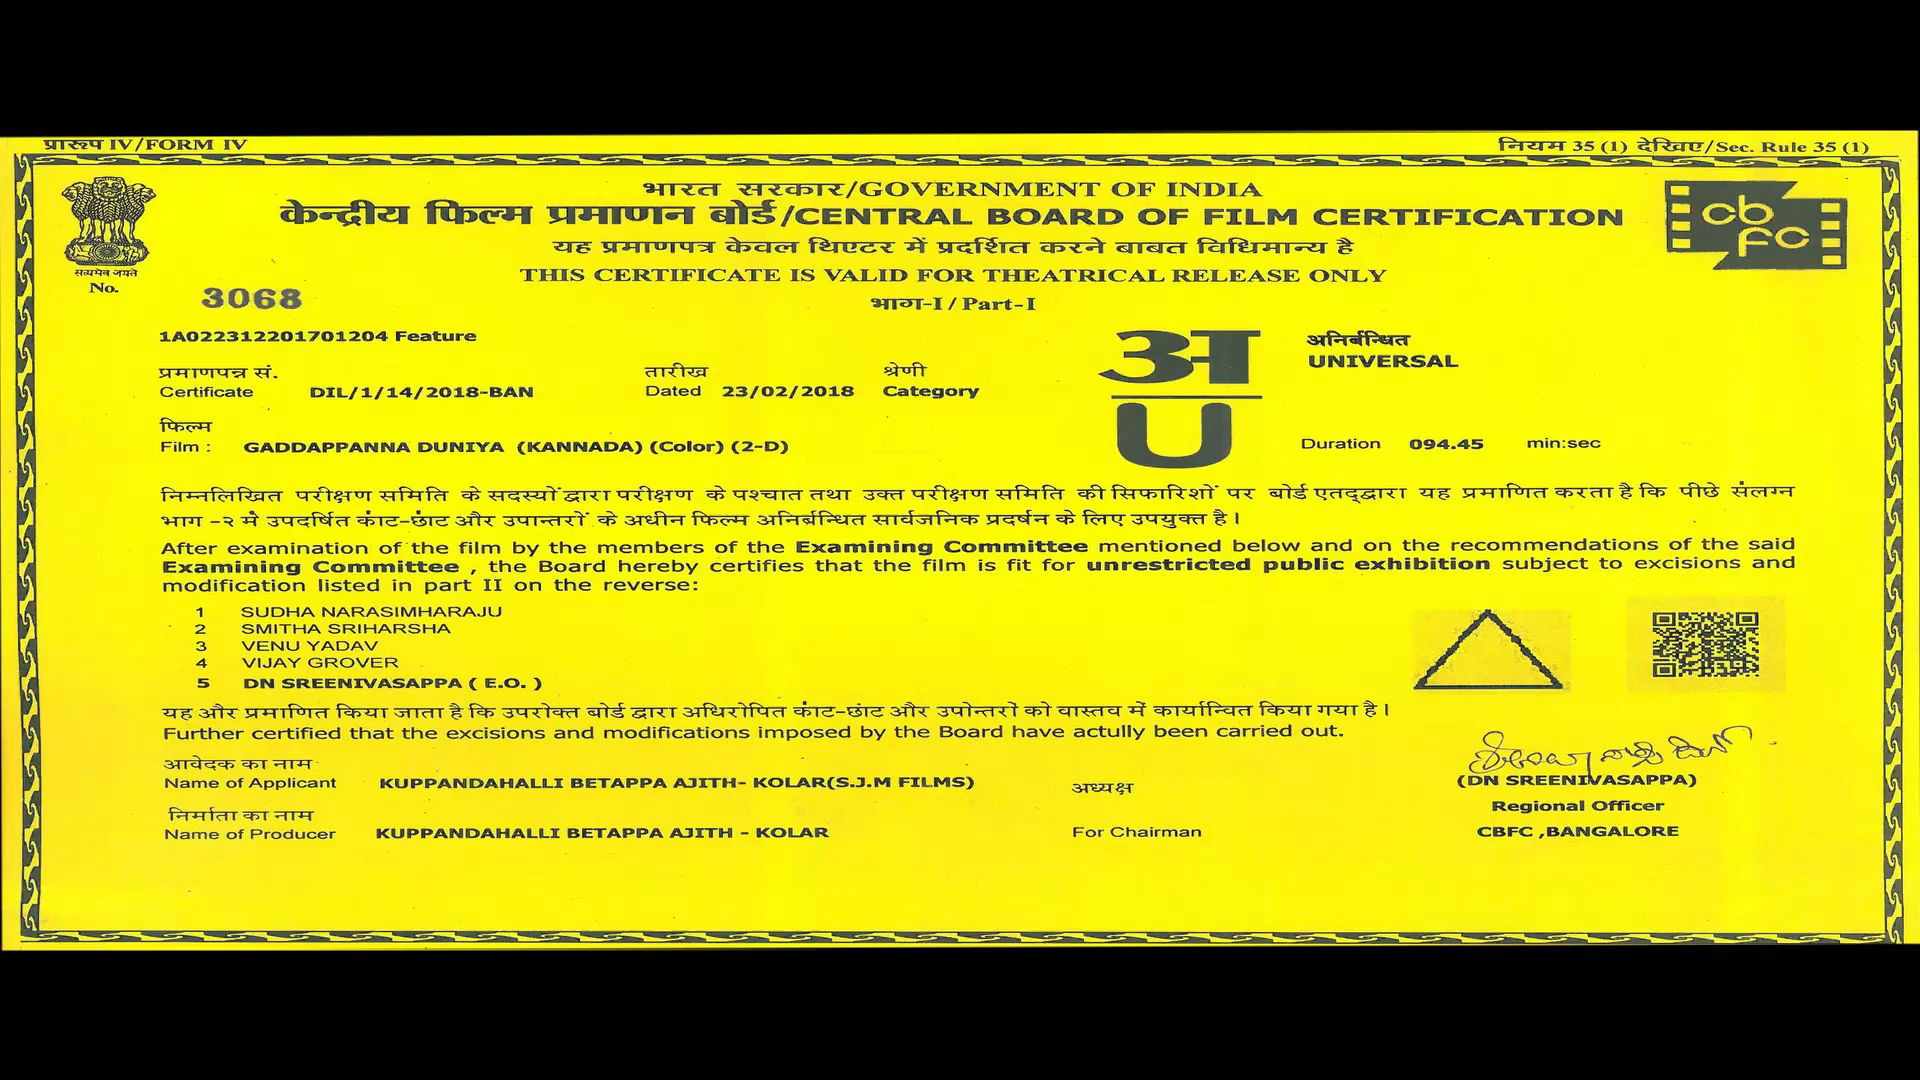 प्रारूप IV/FORM IV
नियम 35 (1) देखिए/Sec. Rule 35 (1)
भारत सरकार/GOVERNMENT OF INDIA
केन्द्रीय फिल्म प्रमाणन बोर्ड/CENTRAL BOARD OF FILM CERTIFICATION
cb
fc
यह प्रमाणपत्र केवल थिएटर में प्रदर्शित करने बाबत विधिमान्य है
THIS CERTIFICATE IS VALID FOR THEATRICAL RELEASE ONLY
सत्यमेव जयते
No. 3068
भाग-I / Part-I
1A022312201701204 Feature
अ
U
अनिर्बन्धित
UNIVERSAL
प्रमाणपत्र सं. तारीख श्रेणी
Certificate DIL/1/14/2018-BAN Dated 23/02/2018 Category
फिल्म
Film : GADDAPPANNA DUNIYA (KANNADA) (Color) (2-D) Duration 094.45 min:sec
निम्नलिखित परीक्षण समिति के सदस्यों द्वारा परीक्षण के पश्चात तथा उक्त परीक्षण समिति की सिफारिशों पर बोर्ड एतद्द्वारा यह प्रमाणित करता है कि पीछे संलग्न
भाग -२ में उपदर्षित कांट-छांट और उपान्तरों के अधीन फिल्म अनिर्बन्धित सार्वजनिक प्रदर्षन के लिए उपयुक्त है।
After examination of the film by the members of the Examining Committee mentioned below and on the recommendations of the said
Examining Committee , the Board hereby certifies that the film is fit for unrestricted public exhibition subject to excisions and
modification listed in part II on the reverse:
1 SUDHA NARASIMHARAJU
2 SMITHA SRIHARSHA
3 VENU YADAV
4 VIJAY GROVER
5 DN SREENIVASAPPA ( E.O. )
यह और प्रमाणित किया जाता है कि उपरोक्त बोर्ड द्वारा अधिरोपित कांट-छांट और उपोन्तरों को वास्तव में कार्यान्वित किया गया है।
Further certified that the excisions and modifications imposed by the Board have actully been carried out.
आवेदक का नाम
Name of Applicant KUPPANDAHALLI BETAPPA AJITH- KOLAR(S.J.M FILMS)
अध्यक्ष
(DN SREENIVASAPPA)
Regional Officer
निर्माता का नाम
Name of Producer KUPPANDAHALLI BETAPPA AJITH - KOLAR
For Chairman
CBFC ,BANGALORE